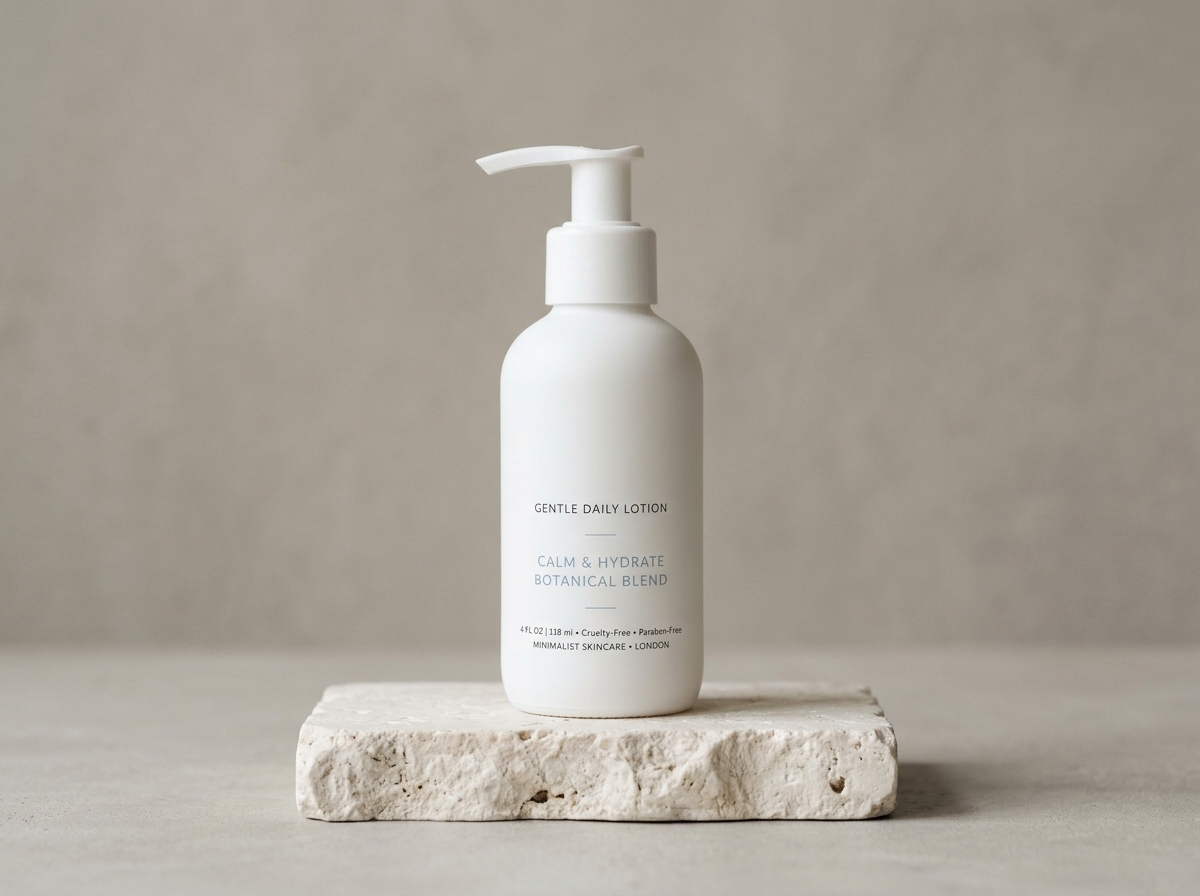 GENTLE DAILY LOTION
CALM & HYDRATE
BOTANICAL BLEND
4 FL OZ | 118 ml • Cruelty-Free • Paraben-Free
MINIMALIST SKINCARE • LONDON